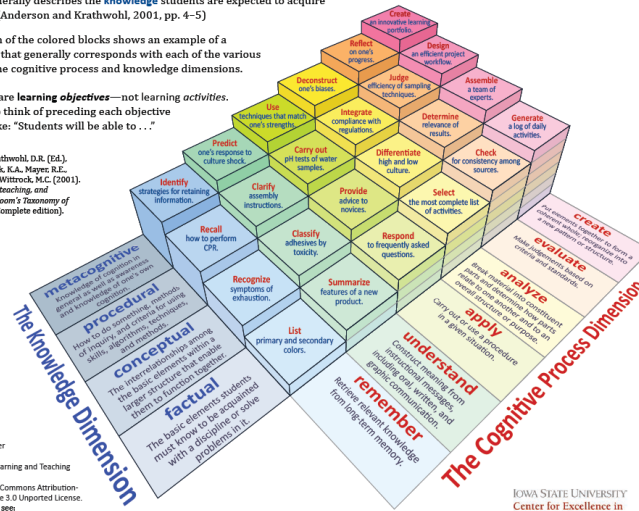 nerally describes the knowledge students are expected to acquire
Anderson and Krathwohl, 2001, pp. 4–5)
of the colored blocks shows an example of a
that generally corresponds with each of the various
e cognitive process and knowledge dimensions.
are learning objectives—not learning activities.
think of preceding each objective
ke: "Students will be able to . . ."
athwohl, D.R. (Ed.),
k, K.A., Mayer, R.E.,
Wittrock, M.C. (2001).
teaching, and
oom's Taxonomy of
omplete edition).
Create
an innovative learning
portfolio.
Reflect
on one's
progress.
Design
an efficient project
workflow.
Deconstruct
one's biases.
Judge
efficiency of sampling
techniques.
Assemble
a team of
experts.
Use
techniques that match
one's strengths.
Integrate
compliance with
regulations.
Determine
relevance of
results.
Generate
a log of daily
activities.
Predict
one's response to
culture shock.
Carry out
pH tests of water
samples.
Differentiate
high and low
culture.
Check
for consistency among
sources.
Identify
strategies for retaining
information.
Clarify
assembly
instructions.
Provide
advice to
novices.
Select
the most complete list
of activities.
Recall
how to perform
CPR.
Classify
adhesives by
toxicity.
Respond
to frequently asked
questions.
Recognize
symptoms of
exhaustion.
Summarize
features of a new
product.
List
primary and secondary
colors.
The Knowledge Dimension
metacognitive
Knowledge of cognition in
general as well as awareness
and knowledge of one's own
cognition.
procedural
How to do something, methods
of inquiry, and criteria for using
skills, algorithms, techniques,
and methods.
conceptual
The interrelationships among
the basic elements within a
larger structure that enable
them to function together.
factual
The basic elements students
must know to be acquainted
with a discipline or solve
problems in it.
remember
Retrieve relevant knowledge
from long-term memory.
understand
Construct meaning from
instructional messages,
including oral, written, and
graphic communication.
apply
Carry out or use a procedure
in a given situation.
analyze
Break material into constituent
parts and determine how parts
relate to one another and to an
overall structure or purpose.
evaluate
Make judgements based on
criteria and standards.
create
Put elements together to form a
coherent whole; reorganize into
a new pattern or structure.
The Cognitive Process Dimension
er
arning and Teaching
Commons Attribution-
e 3.0 Unported License.
see:
IOWA STATE UNIVERSITY
Center for Excellence in